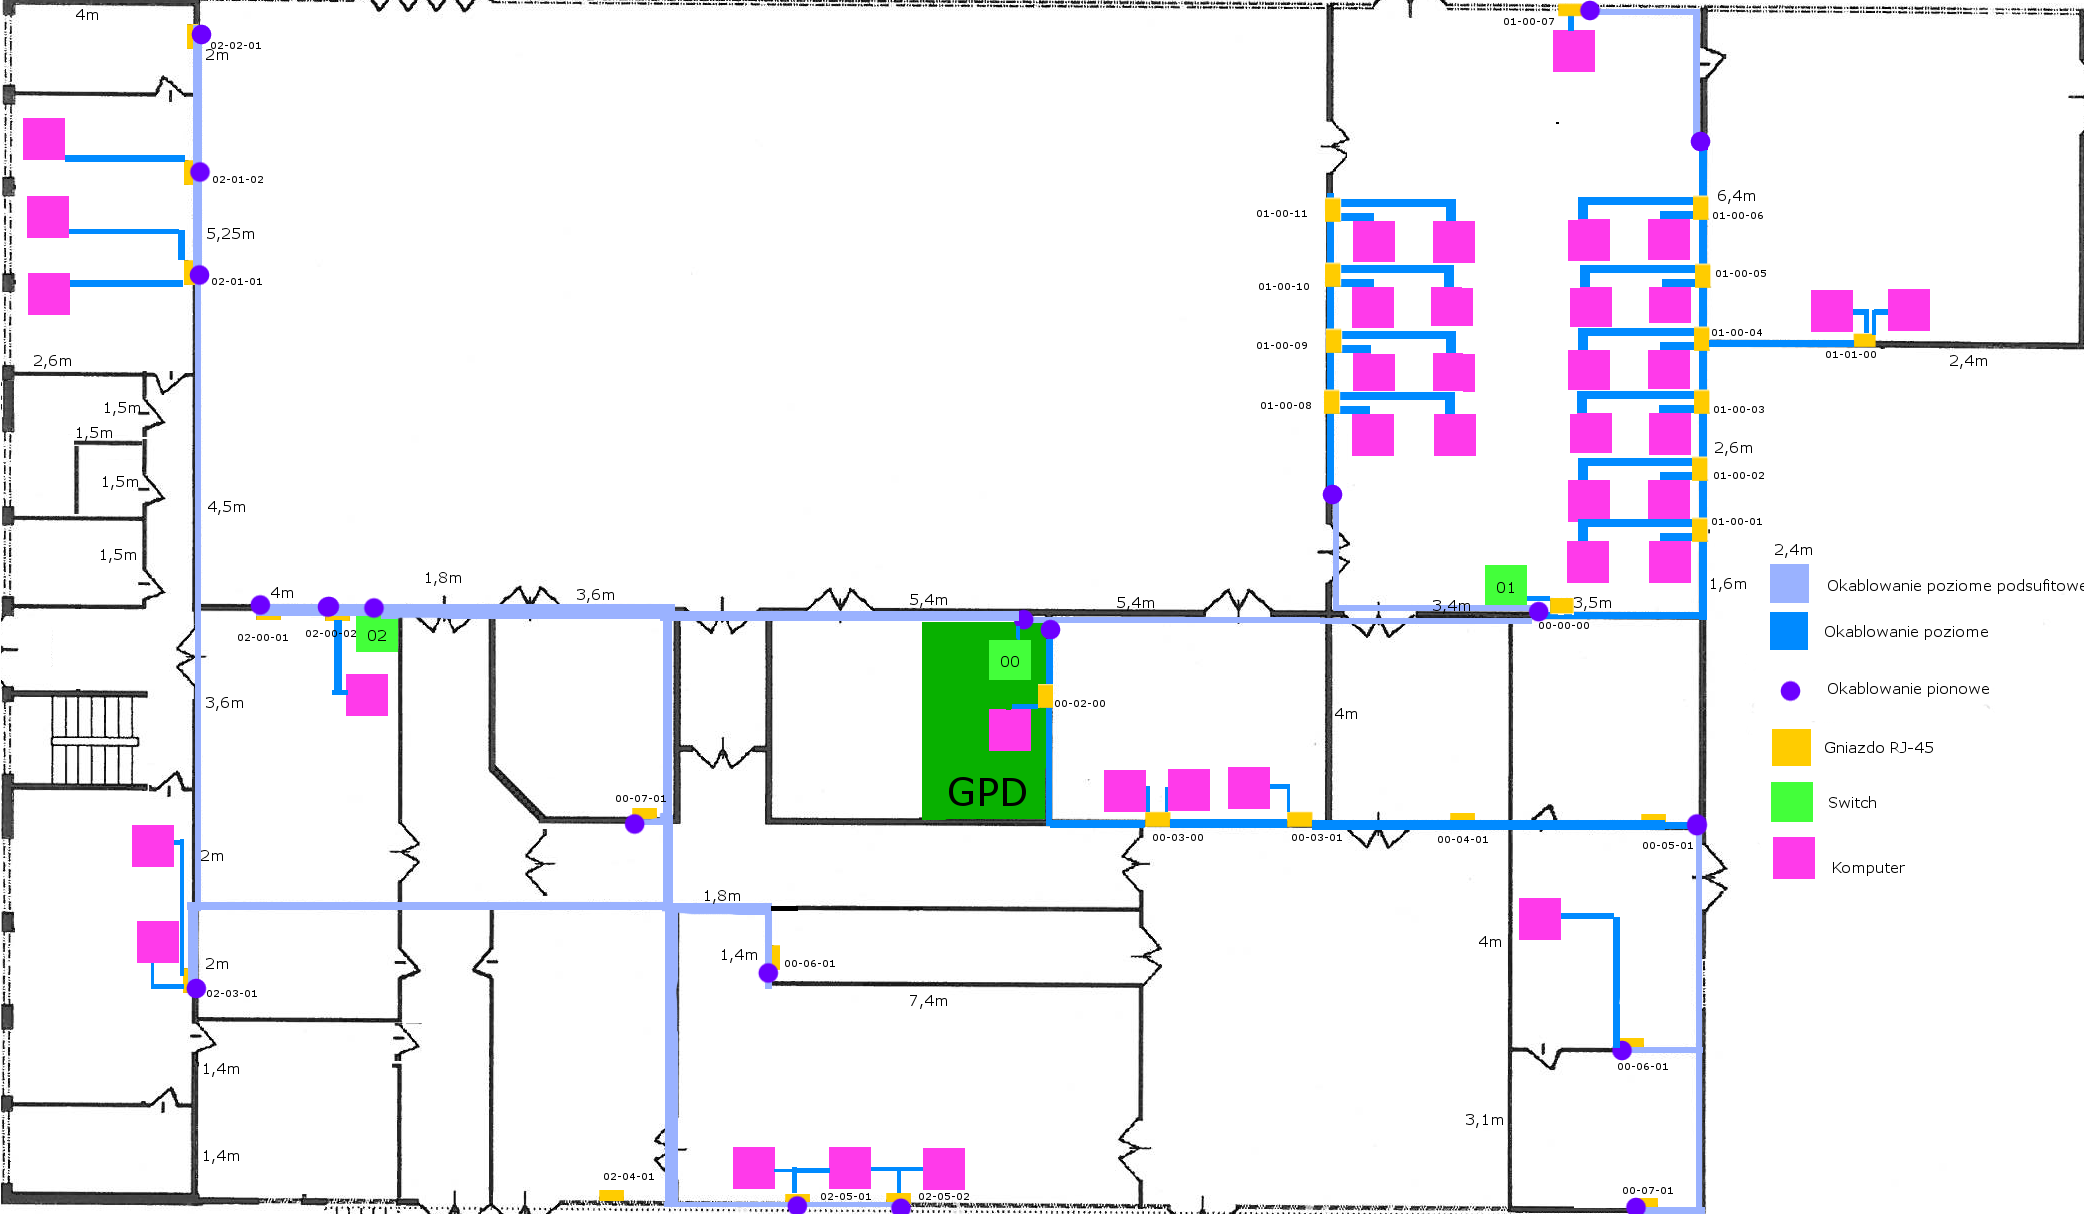 4m
01-00-07
02-02-01
2m
02-01-02
6,4m
01-00-11
01-00-06
5,25m
01-00-05
02-01-01
01-00-10
01-00-04
01-00-09
01-01-00
2,6m
2,4m
01-00-08
1,5m
01-00-03
1,5m
2,6m
01-00-02
1,5m
4,5m
01-00-01
2,4m
1,5m
1,8m
1,6m
Okablowanie poziome podsufitowe
01
4m
3,6m
5,4m
5,4m
3,4m
3,5m
00-00-00
02-00-01
02-00-02
02
Okablowanie poziome
00
Okablowanie pionowe
3,6m
00-02-00
4m
Gniazdo RJ-45
GPD
00-07-01
Switch
00-03-00
00-03-01
00-04-01
00-05-01
2m
Komputer
1,8m
4m
1,4m
00-06-01
2m
02-03-01
7,4m
1,4m
00-06-01
3,1m
1,4m
02-04-01
02-05-01
02-05-02
00-07-01